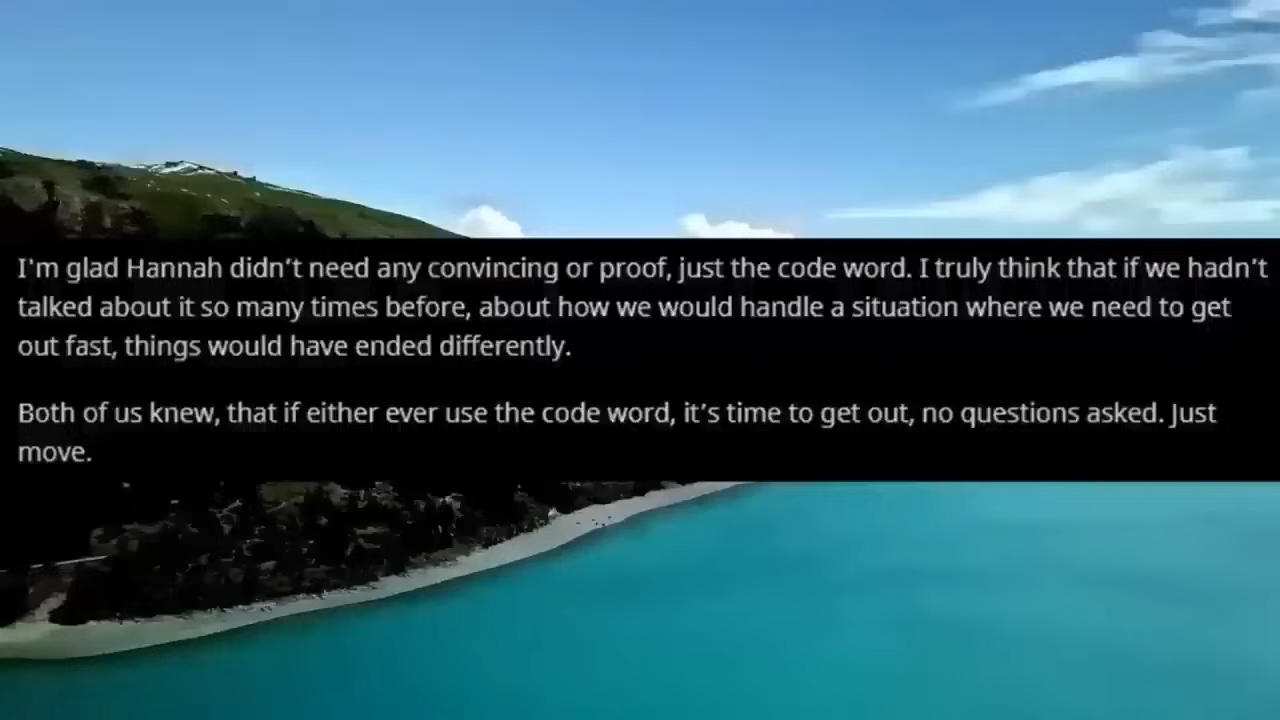 I'm glad Hannah didn't need any convincing or proof, just the code word. I truly think that if we hadn't
talked about it so many times before, about how we would handle a situation where we need to get
out fast, things would have ended differently.
Both of us knew, that if either ever use the code word, it's time to get out, no questions asked. Just
move.